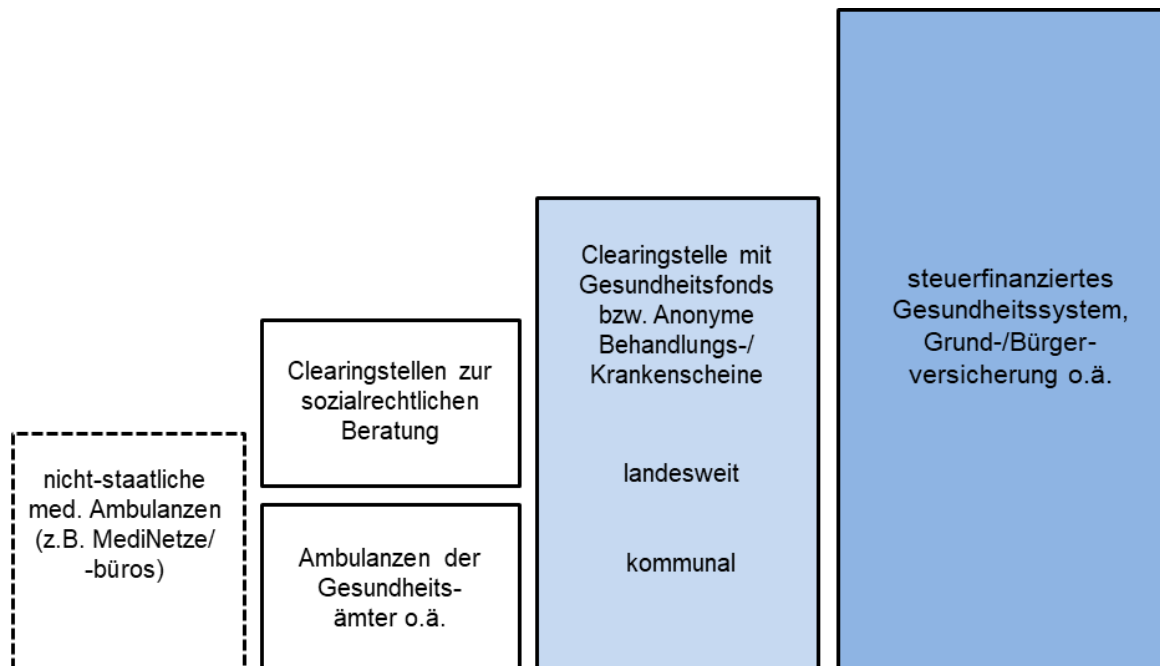 nicht-staatliche
med. Ambulanzen
(z.B. MediNetze/
-büros)
Clearingstellen zur
sozialrechtlichen
Beratung
Ambulanzen der
Gesundheits-
ämter o.ä.
Clearingstelle mit
Gesundheitsfonds
bzw. Anonyme
Behandlungs-/
Krankenscheine
landesweit
kommunal
steuerfinanziertes
Gesundheitssystem,
Grund-/Bürger-
versicherung o.ä.